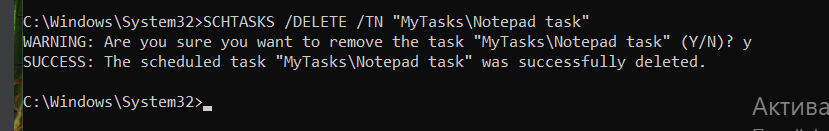 C:\Windows\System32>SCHTASKS /DELETE /TN "MyTasks\Notepad task"
WARNING: Are you sure you want to remove the task "MyTasks\Notepad task" (Y/N)? y
SUCCESS: The scheduled task "MyTasks\Notepad task" was successfully deleted.
C:\Windows\System32>
Актива